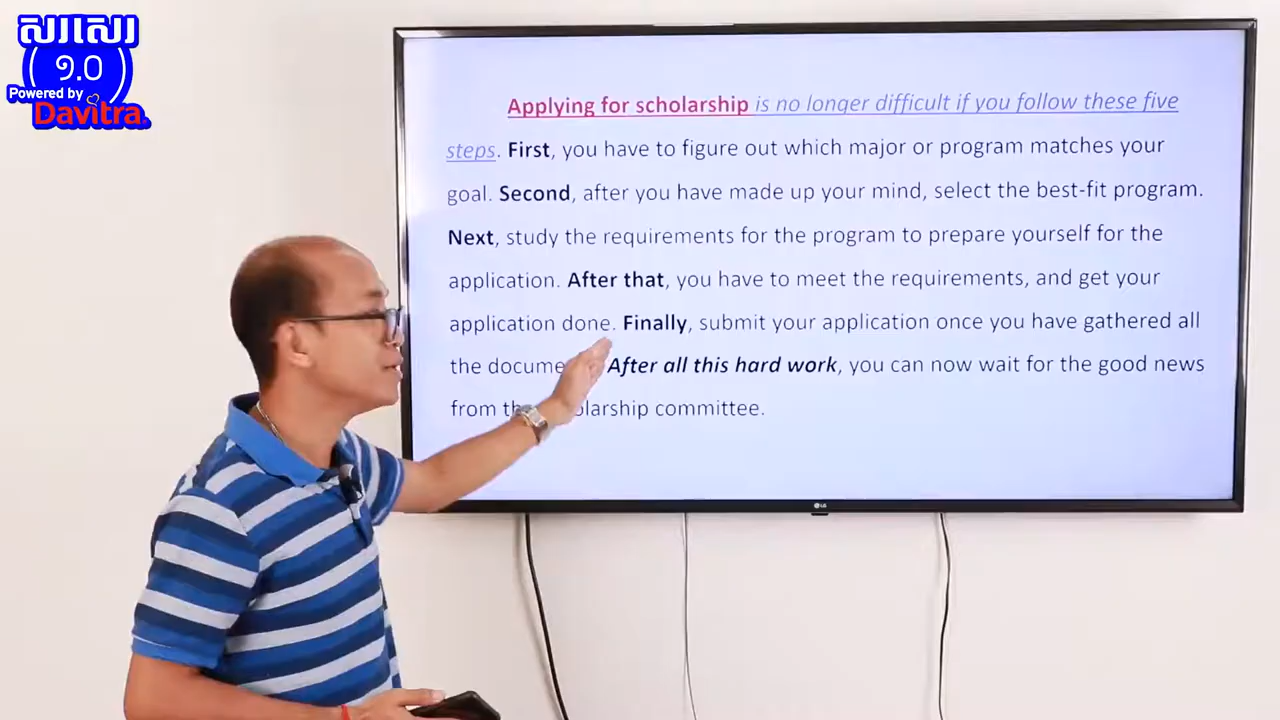 សរសេរ
១.០
Powered by
Davitra
Applying for scholarship is no longer difficult if you follow these five
steps. First, you have to figure out which major or program matches your
goal. Second, after you have made up your mind, select the best-fit program.
Next, study the requirements for the program to prepare yourself for the
application. After that, you have to meet the requirements, and get your
application done. Finally, submit your application once you have gathered all
the After all this hard work, you can now wait for the good news
from committee.
LG